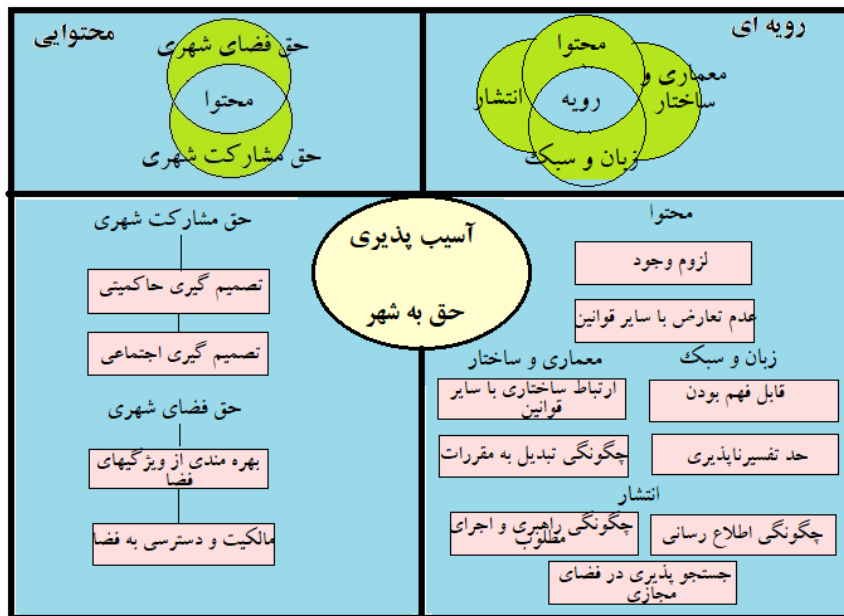 رویه ای
محتوا
معماری و
ساختار
رویه
انتشار
زبان و سبک
محتوایی
حق فضای شهری
محتوا
حق مشارکت شهری
آسیب پذیری
حق به شهر
محتوا
لزوم وجود
عدم تعارض با سایر قوانین
زبان و سبک
قابل فهم بودن
حد تفسیرناپذیری
معماری و ساختار
ارتباط ساختاری با سایر
قوانین
چگونگی تبدیل به مقررات
انتشار
چگونگی اطلاع رسانی
چگونگی راهبری و اجرای
مطلوب
جستجو پذیری در فضای
مجازی
حق مشارکت شهری
تصمیم گیری حاکمیتی
تصمیم گیری اجتماعی
حق فضای شهری
بهره مندی از ویژگیهای
فضا
مالکیت و دسترسی به فضا